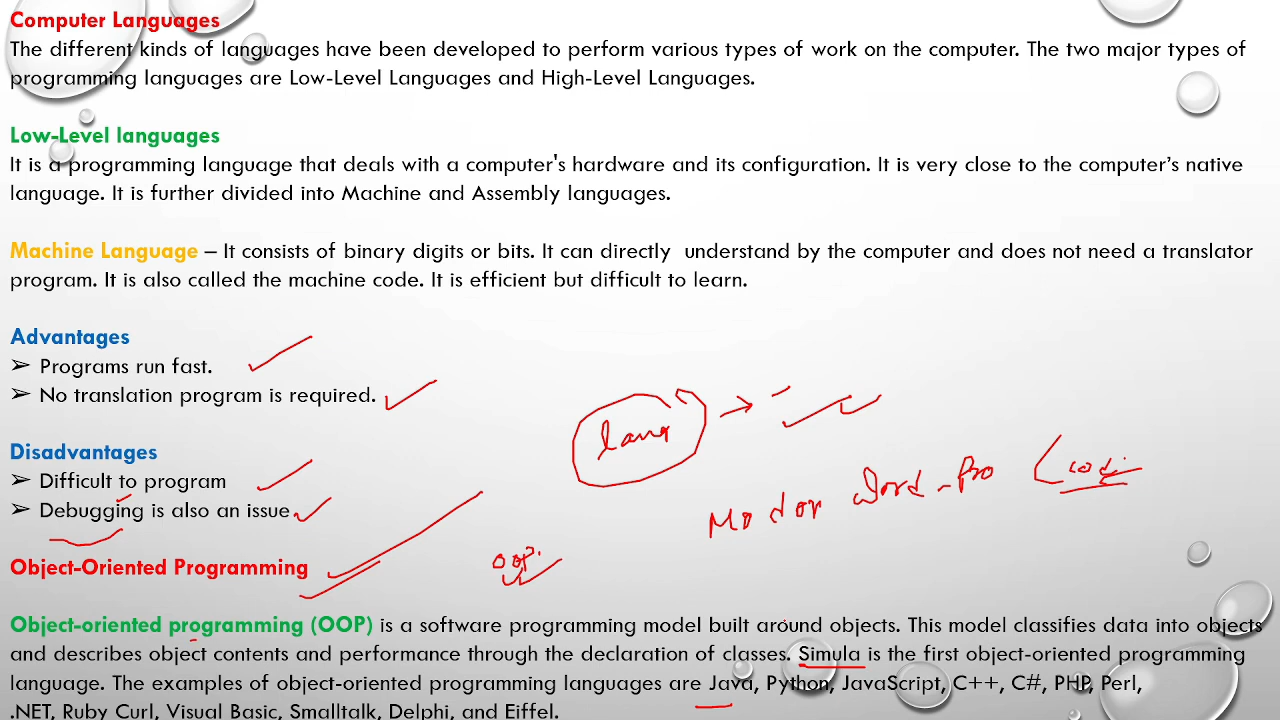 Computer Languages
The different kinds of languages have been developed to perform various types of work on the computer. The two major types of
programming languages are Low-Level Languages and High-Level Languages.
Low-Level languages
It is a programming language that deals with a computer's hardware and its configuration. It is very close to the computer’s native
language. It is further divided into Machine and Assembly languages.
Machine Language – It consists of binary digits or bits. It can directly understand by the computer and does not need a translator
program. It is also called the machine code. It is efficient but difficult to learn.
Advantages
➢ Programs run fast.
➢ No translation program is required.
Disadvantages
➢ Difficult to program
➢ Debugging is also an issue
Word-Pro
OOP.
Object-Oriented Programming
Object-oriented programming (OOP) is a software programming model built around objects. This model classifies data into objects
and describes object contents and performance through the declaration of classes. Simula is the first object-oriented programming
language. The examples of object-oriented programming languages are Java, Python, JavaScript, C++, C#, PHP, Perl,
.NET, Ruby Curl, Visual Basic, Smalltalk, Delphi, and Eiffel.